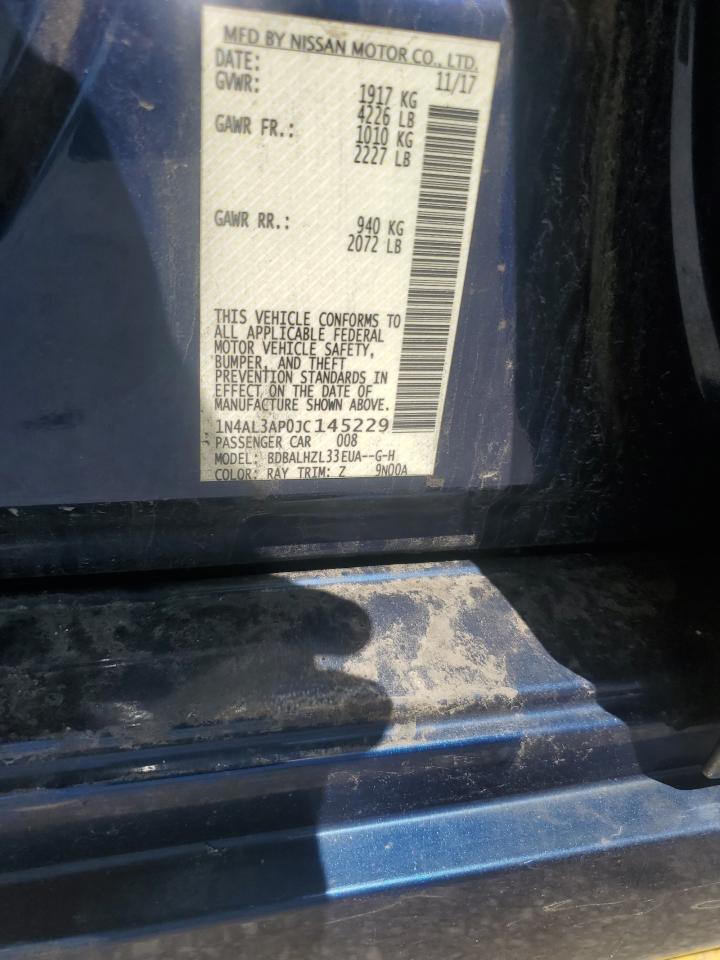 MFD BY NISSAN MOTOR CO., LTD.
DATE: 11/17
GVWR: 1917 KG
4226 LB
GAWR FR.: 1010 KG
2227 LB
GAWR RR.: 940 KG
2072 LB
THIS VEHICLE CONFORMS TO
ALL APPLICABLE FEDERAL
MOTOR VEHICLE SAFETY,
BUMPER, AND THEFT
PREVENTION STANDARDS IN
EFFECT ON THE DATE OF
MANUFACTURE SHOWN ABOVE.
1N4AL3AP0JC145229
PASSENGER CAR 008
MODEL: BDBALHZL33EUA--G-H
COLOR: RAY TRIM: Z 9N00A